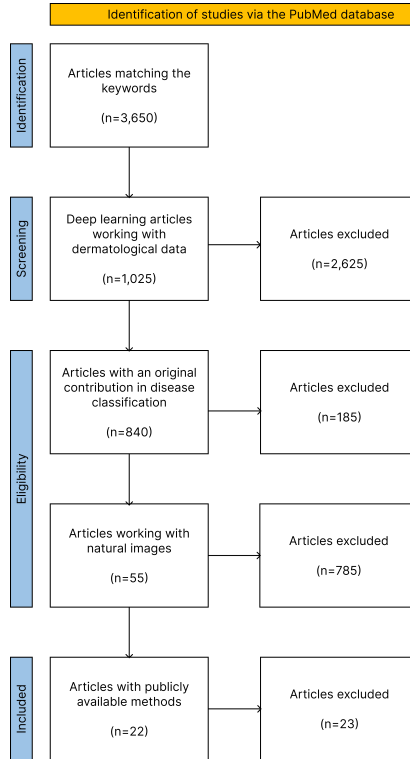 Identification of studies via the PubMed database
Identification
Articles matching the
keywords
(n=3,650)
Screening
Deep learning articles
working with
dermatological data
(n=1,025)
Articles excluded
(n=2,625)
Eligibility
Articles with an original
contribution in disease
classification
(n=840)
Articles excluded
(n=185)
Articles working with
natural images
(n=55)
Articles excluded
(n=785)
Included
Articles with publicly
available methods
(n=22)
Articles excluded
(n=23)